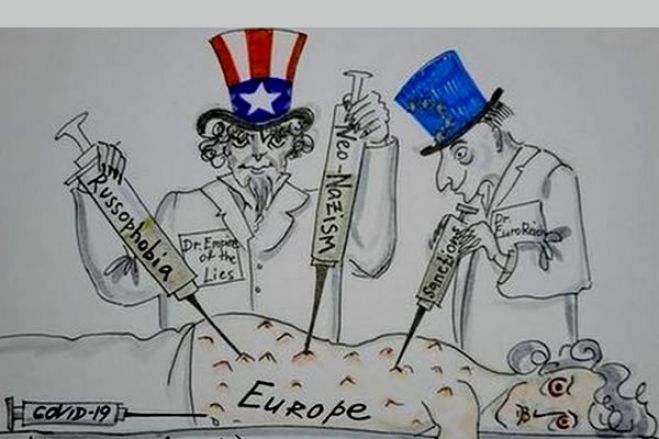 Russophobia
Neo-Nazism
Sanctions
Dr. Empire
of the
Lies
Dr.
EuroReich
Europe
COVID-19